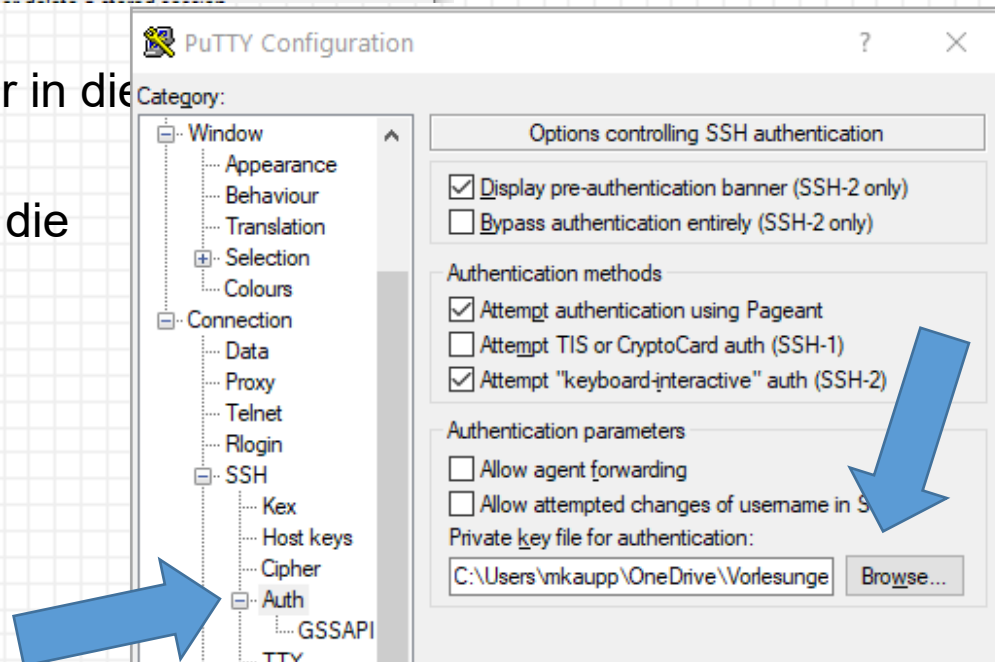 PuTTY Configuration
r in die
Category:
Window
Appearance
Behaviour
Translation
Selection
Colours
Connection
Data
Proxy
Telnet
Rlogin
SSH
Kex
Host keys
Cipher
Auth
GSSAPI
TTY
die
Options controlling SSH authentication
Display pre-authentication banner (SSH-2 only)
Bypass authentication entirely (SSH-2 only)
Authentication methods
Attempt authentication using Pageant
Attempt TIS or CryptoCard auth (SSH-1)
Attempt "keyboard-interactive" auth (SSH-2)
Authentication parameters
Allow agent forwarding
Allow attempted changes of username in S
Private key file for authentication:
C:\Users\mkaupp\OneDrive\Vorlesunge
Browse...